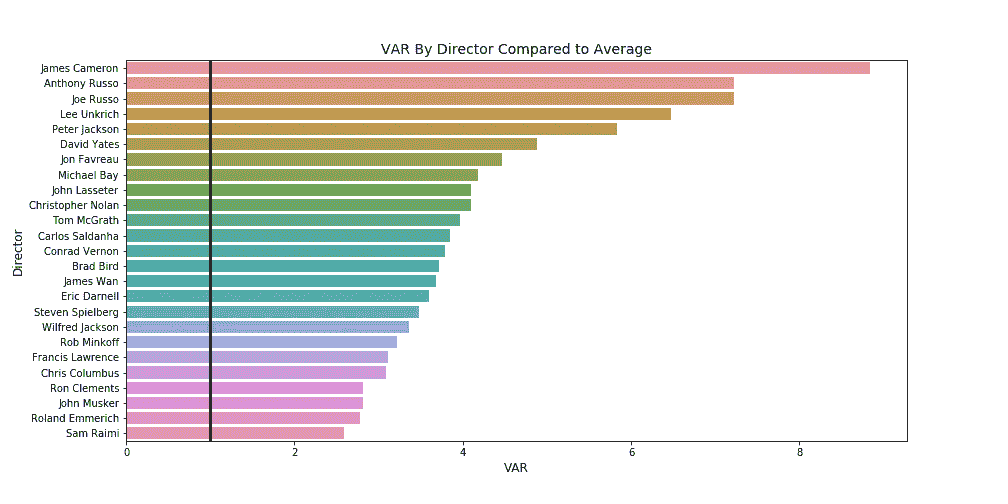 VAR By Director Compared to Average
Director
James Cameron
Anthony Russo
Joe Russo
Lee Unkrich
Peter Jackson
David Yates
Jon Favreau
Michael Bay
John Lasseter
Christopher Nolan
Tom McGrath
Carlos Saldanha
Conrad Vernon
Brad Bird
James Wan
Eric Darnell
Steven Spielberg
Wilfred Jackson
Rob Minkoff
Francis Lawrence
Chris Columbus
Ron Clements
John Musker
Roland Emmerich
Sam Raimi
0 2 4 6 8
VAR